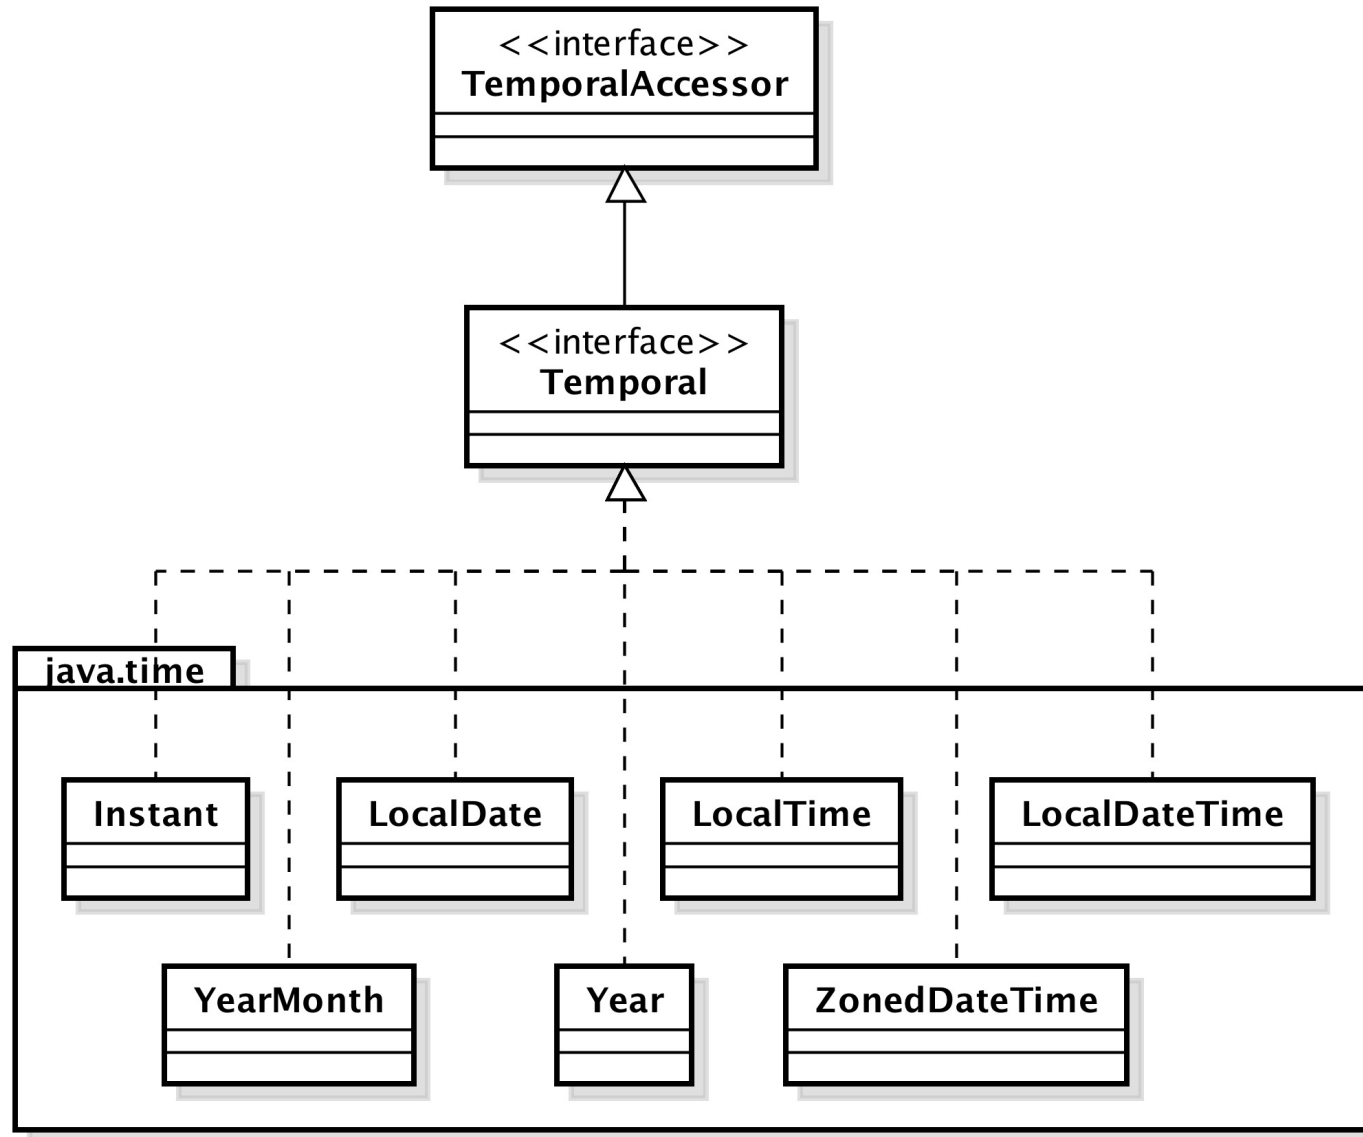 <<interface>>
TemporalAccessor
<<interface>>
Temporal
java.time
Instant
LocalDate
LocalTime
LocalDateTime
YearMonth
Year
ZonedDateTime